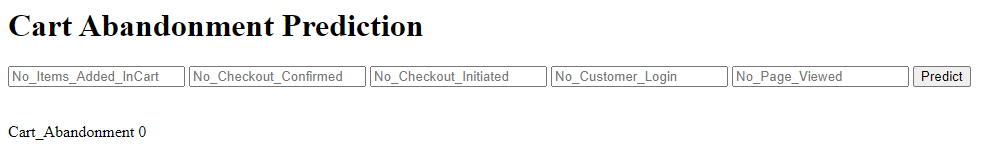 Cart Abandonment Prediction
No_Items_Added_InCart No_Checkout_Confirmed No_Checkout_Initiated No_Customer_Login No_Page_Viewed Predict
Cart_Abandonment 0